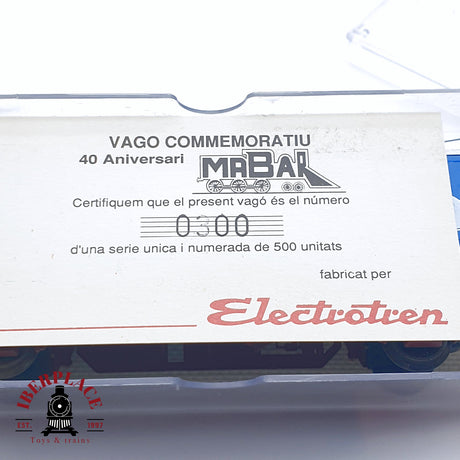 VAGO COMMEMORATIU
40 Aniversari MABAR
Certifiquem que el present vagó és el número
0300
d'una serie unica i numerada de 500 unitats
fabricat per
Electrotren
IBERPLACE
EST. 1997
Toys & trains